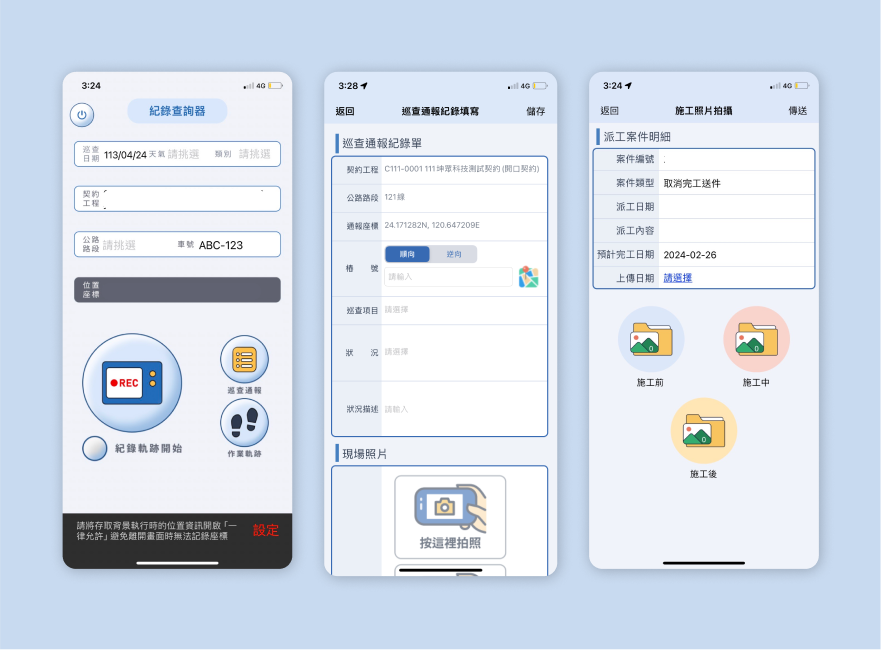 3:24
4G
紀錄查詢器
巡查日期 113/04/24 天氣 請挑選 類別 請挑選
契約工程
公路路段 請挑選 車號 ABC-123
位置座標
REC
巡查通報
紀錄軌跡開始
作業軌跡
請將存取背景執行時的位置資訊開啟「一
律允許」避免離開畫面時無法記錄座標
設定
3:28
4G
返回 巡查通報紀錄填寫 儲存
巡查通報紀錄單
契約工程 C111-0001 111坤眾科技測試契約 (開口契約)
公路路段 121線
通報座標 24.171282N, 120.647209E
樁號 順向 逆向
請輸入
巡查項目 請選擇
狀況 請選擇
狀況描述 請輸入
現場照片
按這裡拍照
3:24
4G
返回 施工照片拍攝 傳送
派工案件明細
案件編號
案件類型 取消完工送件
派工日期
派工內容
預計完工日期 2024-02-26
上傳日期 請選擇
0
0
施工前
施工中
0
施工後